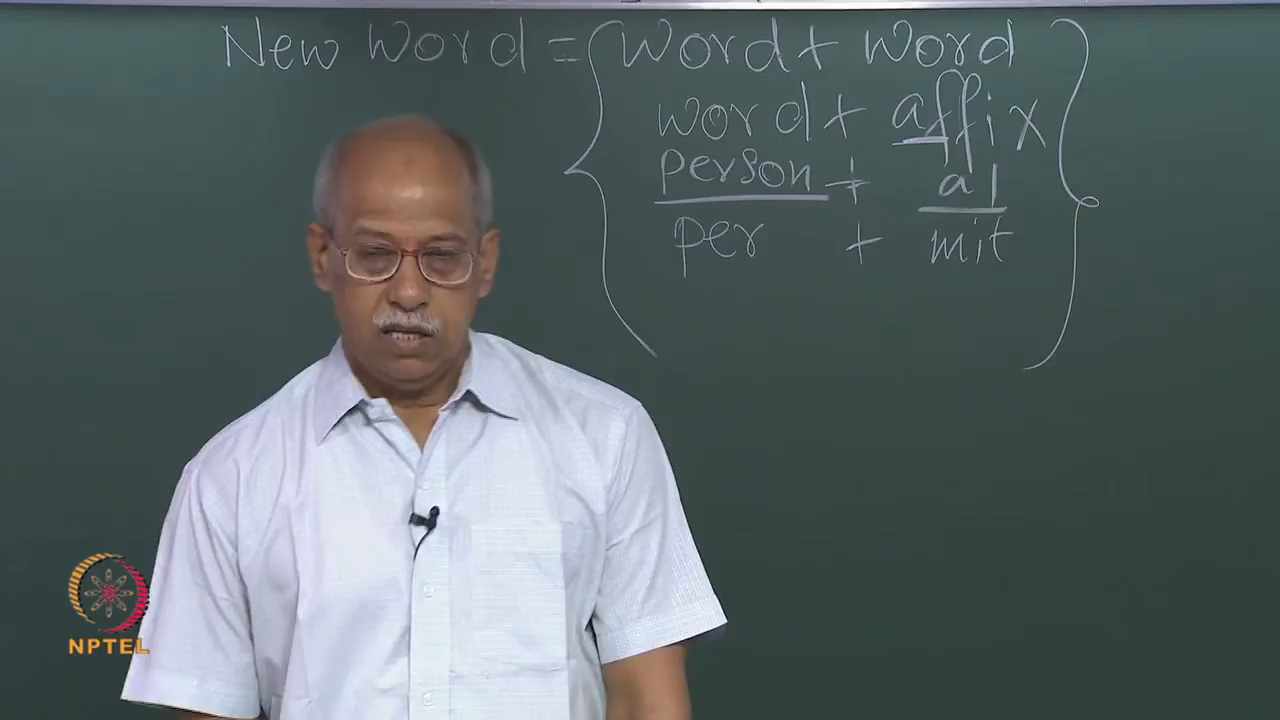 New Word = { Word + Word }
word + affix
person + al
per + mit
NPTEL